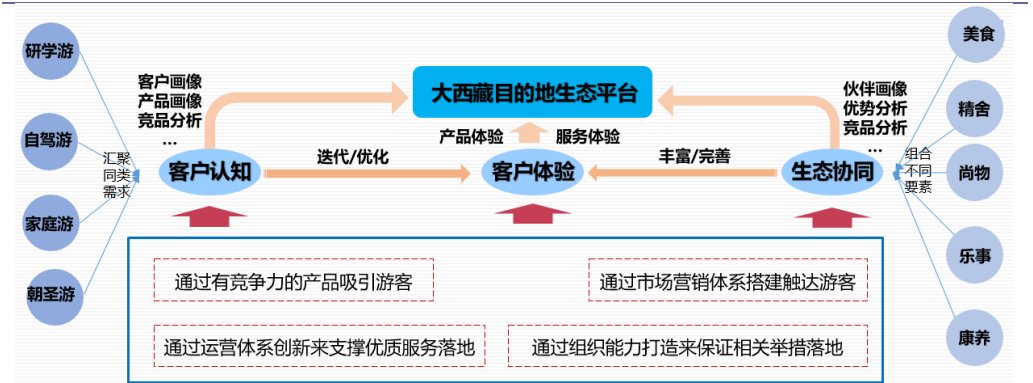 研学游
自驾游
家庭游
朝圣游
汇聚
同类
需求
客户画像
产品画像
竞品分析
...
客户认知
迭代/优化
大西藏目的地生态平台
产品体验
服务体验
客户体验
丰富/完善
伙伴画像
优势分析
竞品分析
...
生态协同
组合
不同
要素
美食
精舍
尚物
乐事
康养
通过有竞争力的产品吸引游客
通过市场营销体系搭建触达游客
通过运营体系创新来支撑优质服务落地
通过组织能力打造来保证相关举措落地